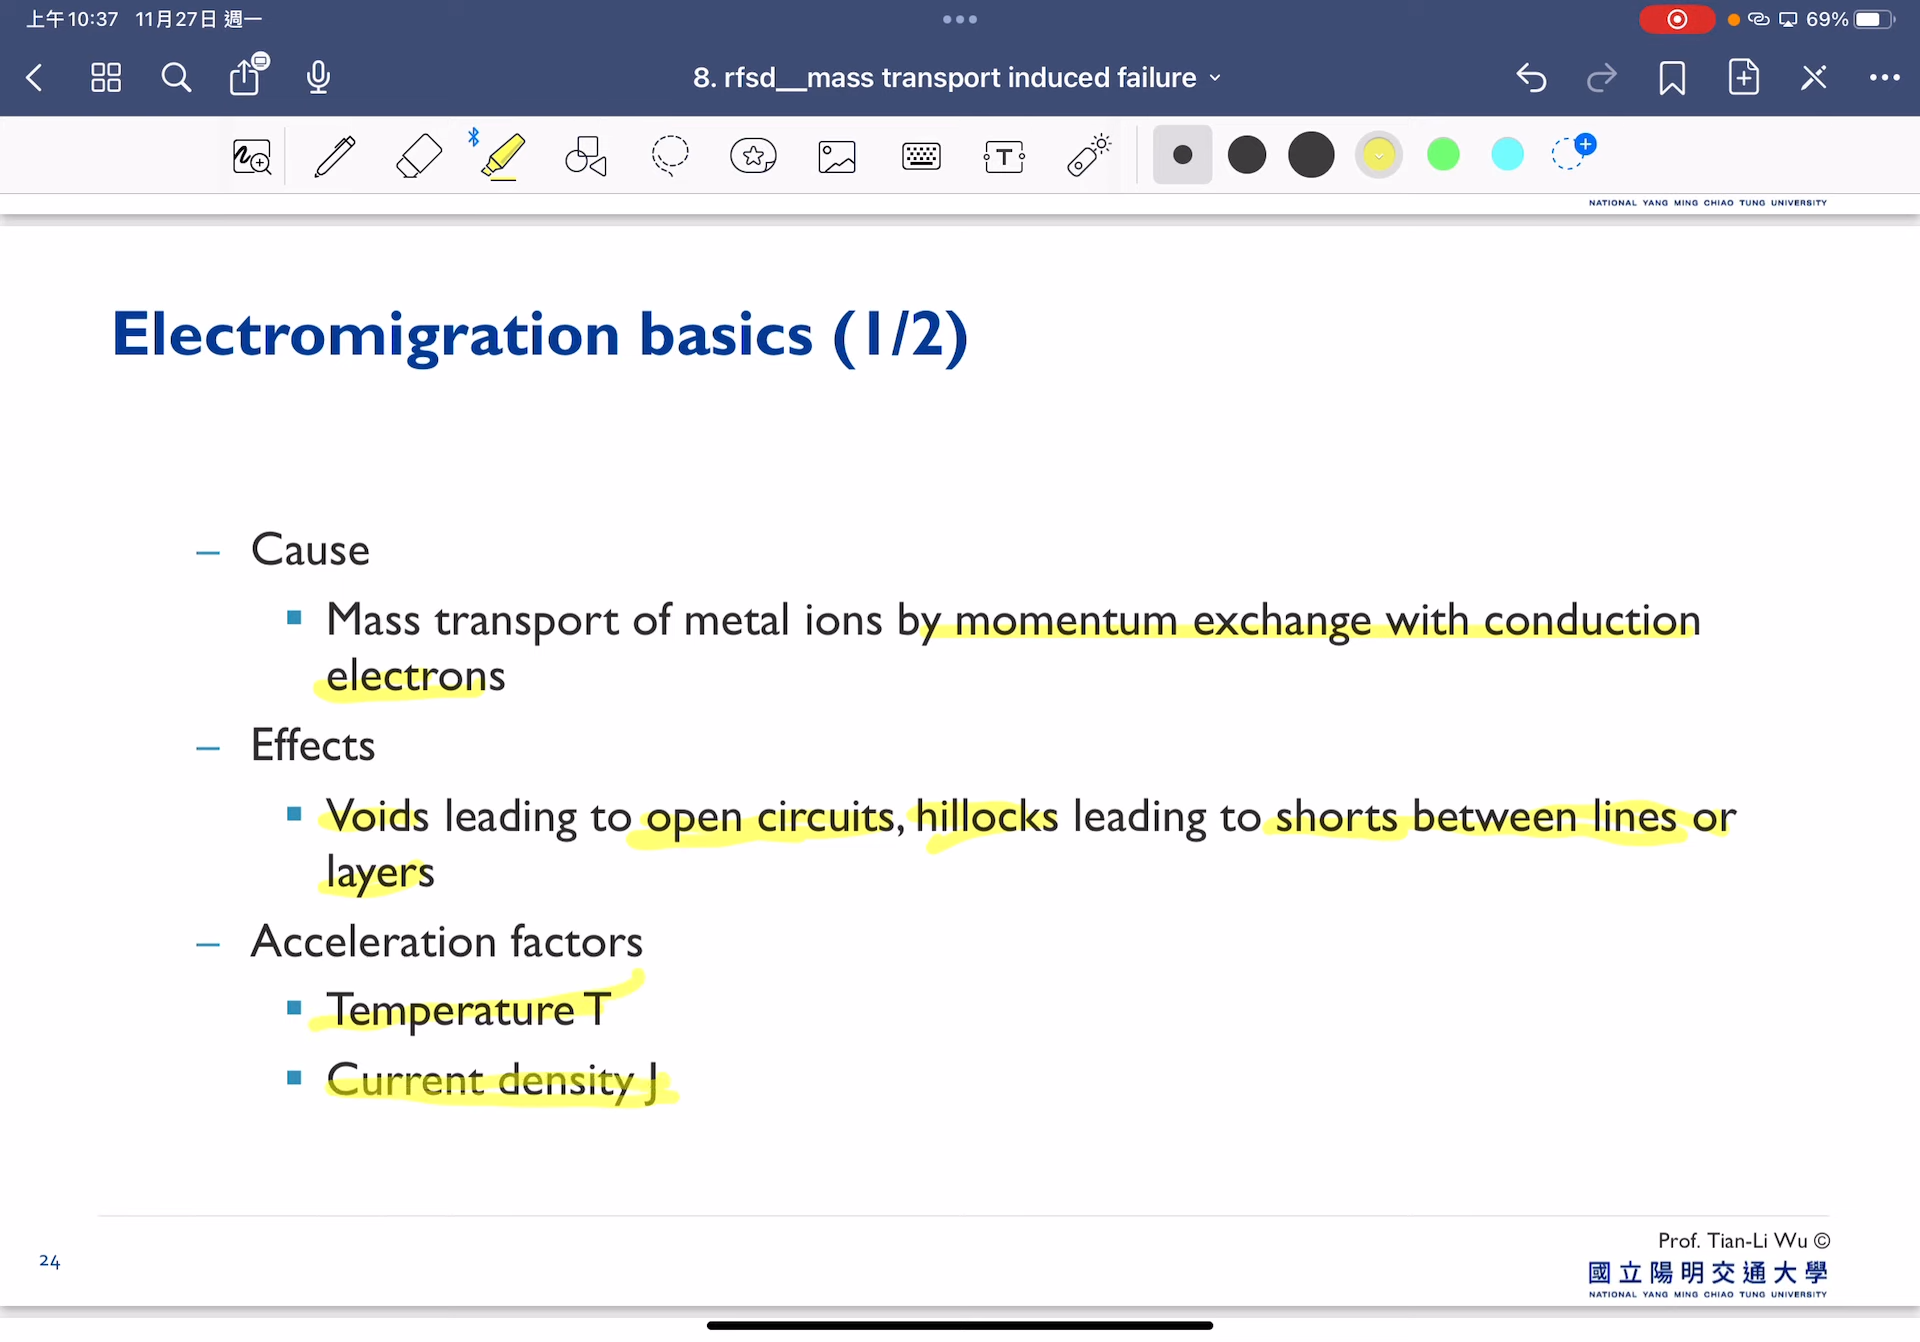 上午10:37 11月27日 週一
69%
8. rfsd__mass transport induced failure
NATIONAL YANG MING CHIAO TUNG UNIVERSITY
Electromigration basics (1/2)
– Cause
▪ Mass transport of metal ions by momentum exchange with conduction
electrons
– Effects
▪ Voids leading to open circuits, hillocks leading to shorts between lines or
layers
– Acceleration factors
▪ Temperature T
▪ Current density J
24
Prof. Tian-Li Wu ©
國立陽明交通大學
NATIONAL YANG MING CHIAO TUNG UNIVERSITY